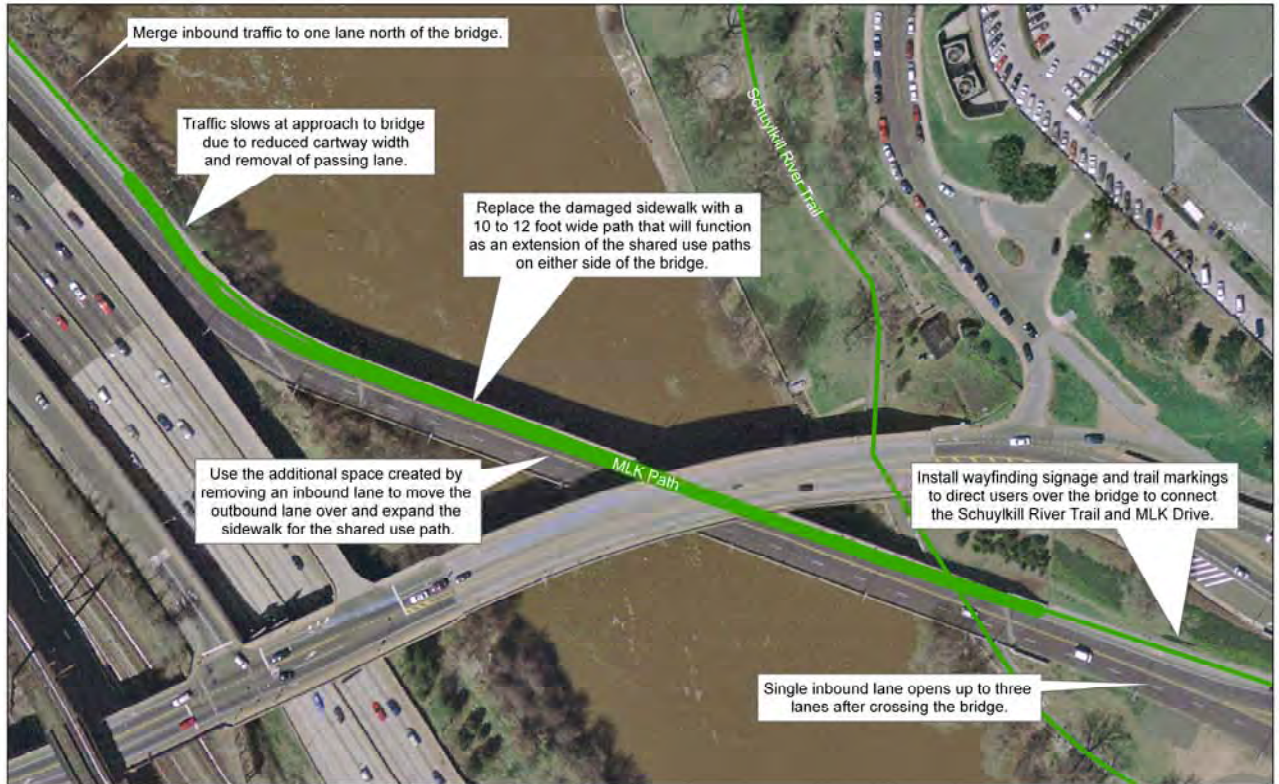 Merge inbound traffic to one lane north of the bridge.
Traffic slows at approach to bridge
due to reduced cartway width
and removal of passing lane.
Schuylkill River Trail
Replace the damaged sidewalk with a
10 to 12 foot wide path that will function
as an extension of the shared use paths
on either side of the bridge.
Use the additional space created by
removing an inbound lane to move the
outbound lane over and expand the
sidewalk for the shared use path.
MLK Path
Install wayfinding signage and trail markings
to direct users over the bridge to connect
the Schuylkill River Trail and MLK Drive.
Single inbound lane opens up to three
lanes after crossing the bridge.